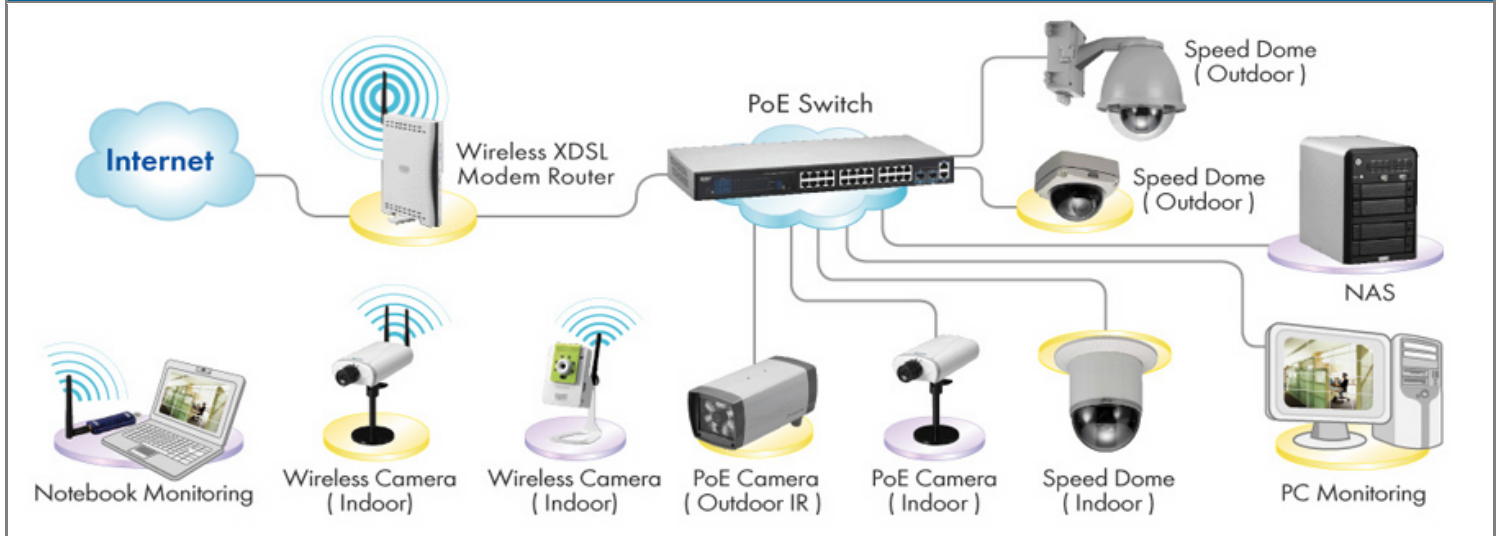 Speed Dome
( Outdoor )
PoE Switch
Internet
Wireless XDSL
Modem Router
Speed Dome
( Outdoor )
NAS
Notebook Monitoring
Wireless Camera
( Indoor)
Wireless Camera
( Indoor)
PoE Camera
( Outdoor IR )
PoE Camera
( Indoor )
Speed Dome
( Indoor )
PC Monitoring